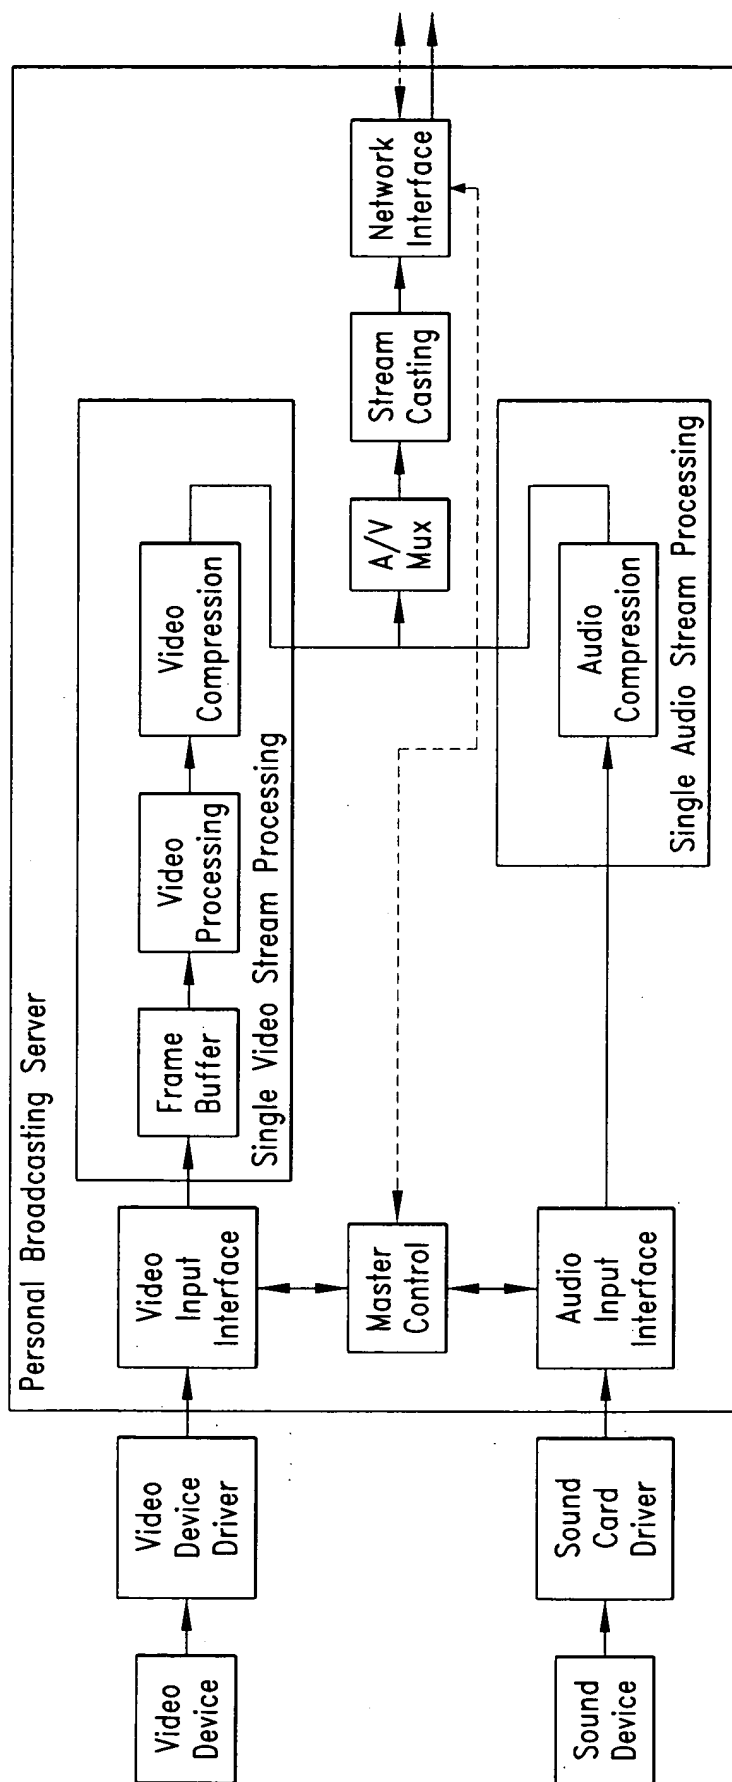 Personal Broadcasting Server
Video
Device
Video
Device
Driver
Video
Input
Interface
Frame
Buffer
Video
Processing
Video
Compression
Single Video Stream Processing
Master
Control
A/V
Mux
Stream
Casting
Network
Interface
Sound
Device
Sound
Card
Driver
Audio
Input
Interface
Audio
Compression
Single Audio Stream Processing